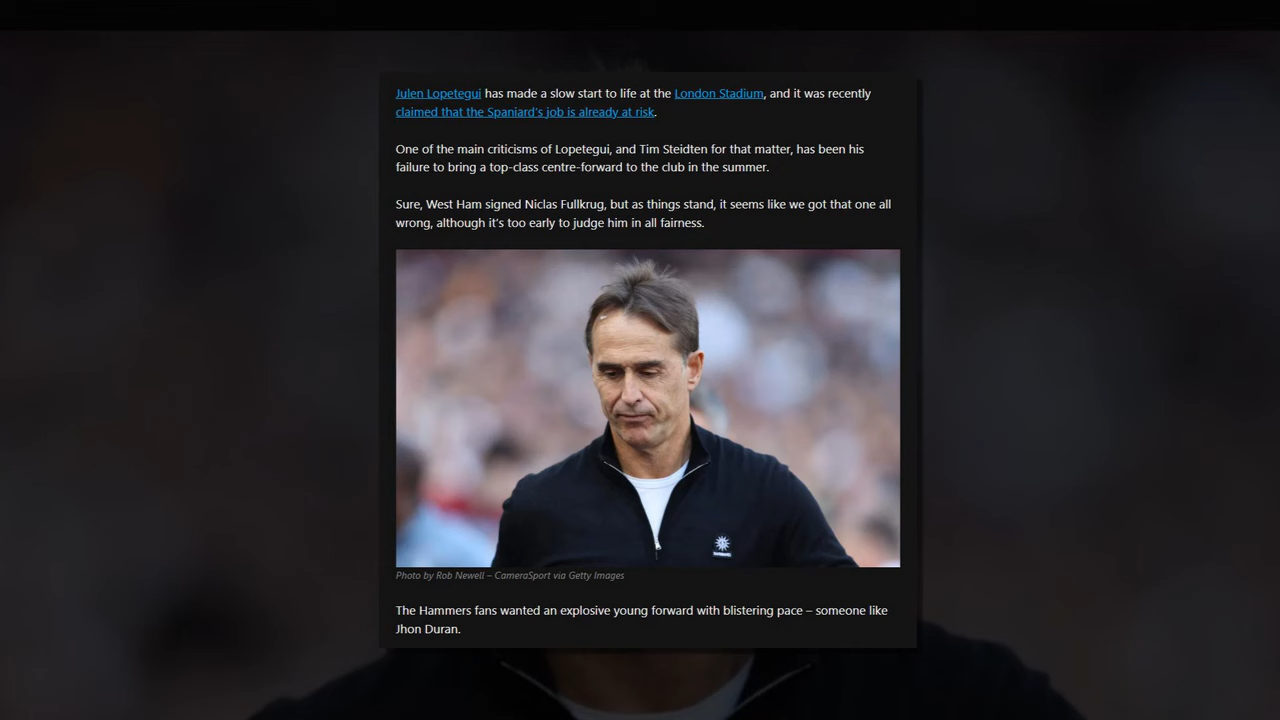 Julen Lopetegui has made a slow start to life at the London Stadium, and it was recently
claimed that the Spaniard's job is already at risk.
One of the main criticisms of Lopetegui, and Tim Steidten for that matter, has been his
failure to bring a top-class centre-forward to the club in the summer.
Sure, West Ham signed Niclas Fullkrug, but as things stand, it seems like we got that one all
wrong, although it's too early to judge him in all fairness.
Photo by Rob Newell – CameraSport via Getty Images
The Hammers fans wanted an explosive young forward with blistering pace – someone like
Jhon Duran.